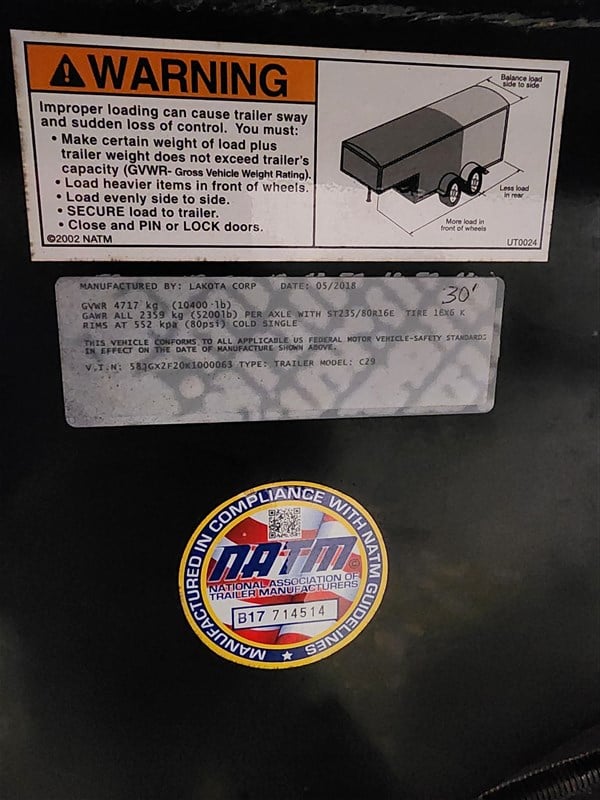 WARNING
Improper loading can cause trailer sway
and sudden loss of control. You must:
• Make certain weight of load plus
trailer weight does not exceed trailer's
capacity (GVWR- Gross Vehicle Weight Rating).
• Load heavier items in front of wheels.
• Load evenly side to side.
• SECURE load to trailer.
• Close and PIN or LOCK doors.
©2002 NATM
Balance load
side to side
Less load
in rear
More load in
front of wheels
UT0024
MANUFACTURED BY: LAKOTA CORP DATE: 05/2018
30'
GVWR 4717 kg (10400 lb)
GAWR ALL 2359 kg (5200lb) PER AXLE WITH ST235/80R16E TIRE 16X6 K
RIMS AT 552 kpa (80psi) COLD SINGLE
THIS VEHICLE CONFORMS TO ALL APPLICABLE US FEDERAL MOTOR VEHICLE-SAFETY STANDARDS
IN EFFECT ON THE DATE OF MANUFACTURE SHOWN ABOVE.
V.I.N: TYPE: TRAILER MODEL: C29
MANUFACTURED IN COMPLIANCE WITH NATM GUIDELINES
NATM
NATIONAL ASSOCIATION OF
TRAILER MANUFACTURERS
B17 714514
www